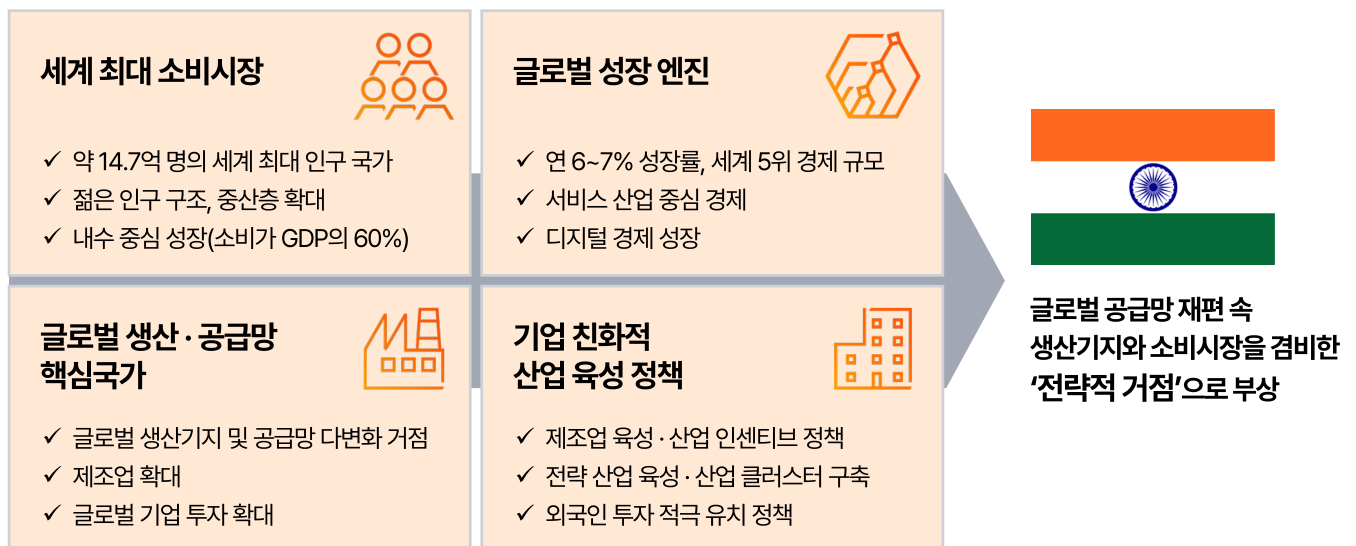 세계 최대 소비시장
✓ 약 14.7억 명의 세계 최대 인구 국가
✓ 젊은 인구 구조, 중산층 확대
✓ 내수 중심 성장(소비가 GDP의 60%)
글로벌 성장 엔진
✓ 연 6~7% 성장률, 세계 5위 경제 규모
✓ 서비스 산업 중심 경제
✓ 디지털 경제 성장
글로벌 생산 · 공급망
핵심국가
✓ 글로벌 생산기지 및 공급망 다변화 거점
✓ 제조업 확대
✓ 글로벌 기업 투자 확대
기업 친화적
산업 육성 정책
✓ 제조업 육성 · 산업 인센티브 정책
✓ 전략 산업 육성 · 산업 클러스터 구축
✓ 외국인 투자 적극 유치 정책
글로벌 공급망 재편 속
생산기지와 소비시장을 겸비한
‘전략적 거점’으로 부상